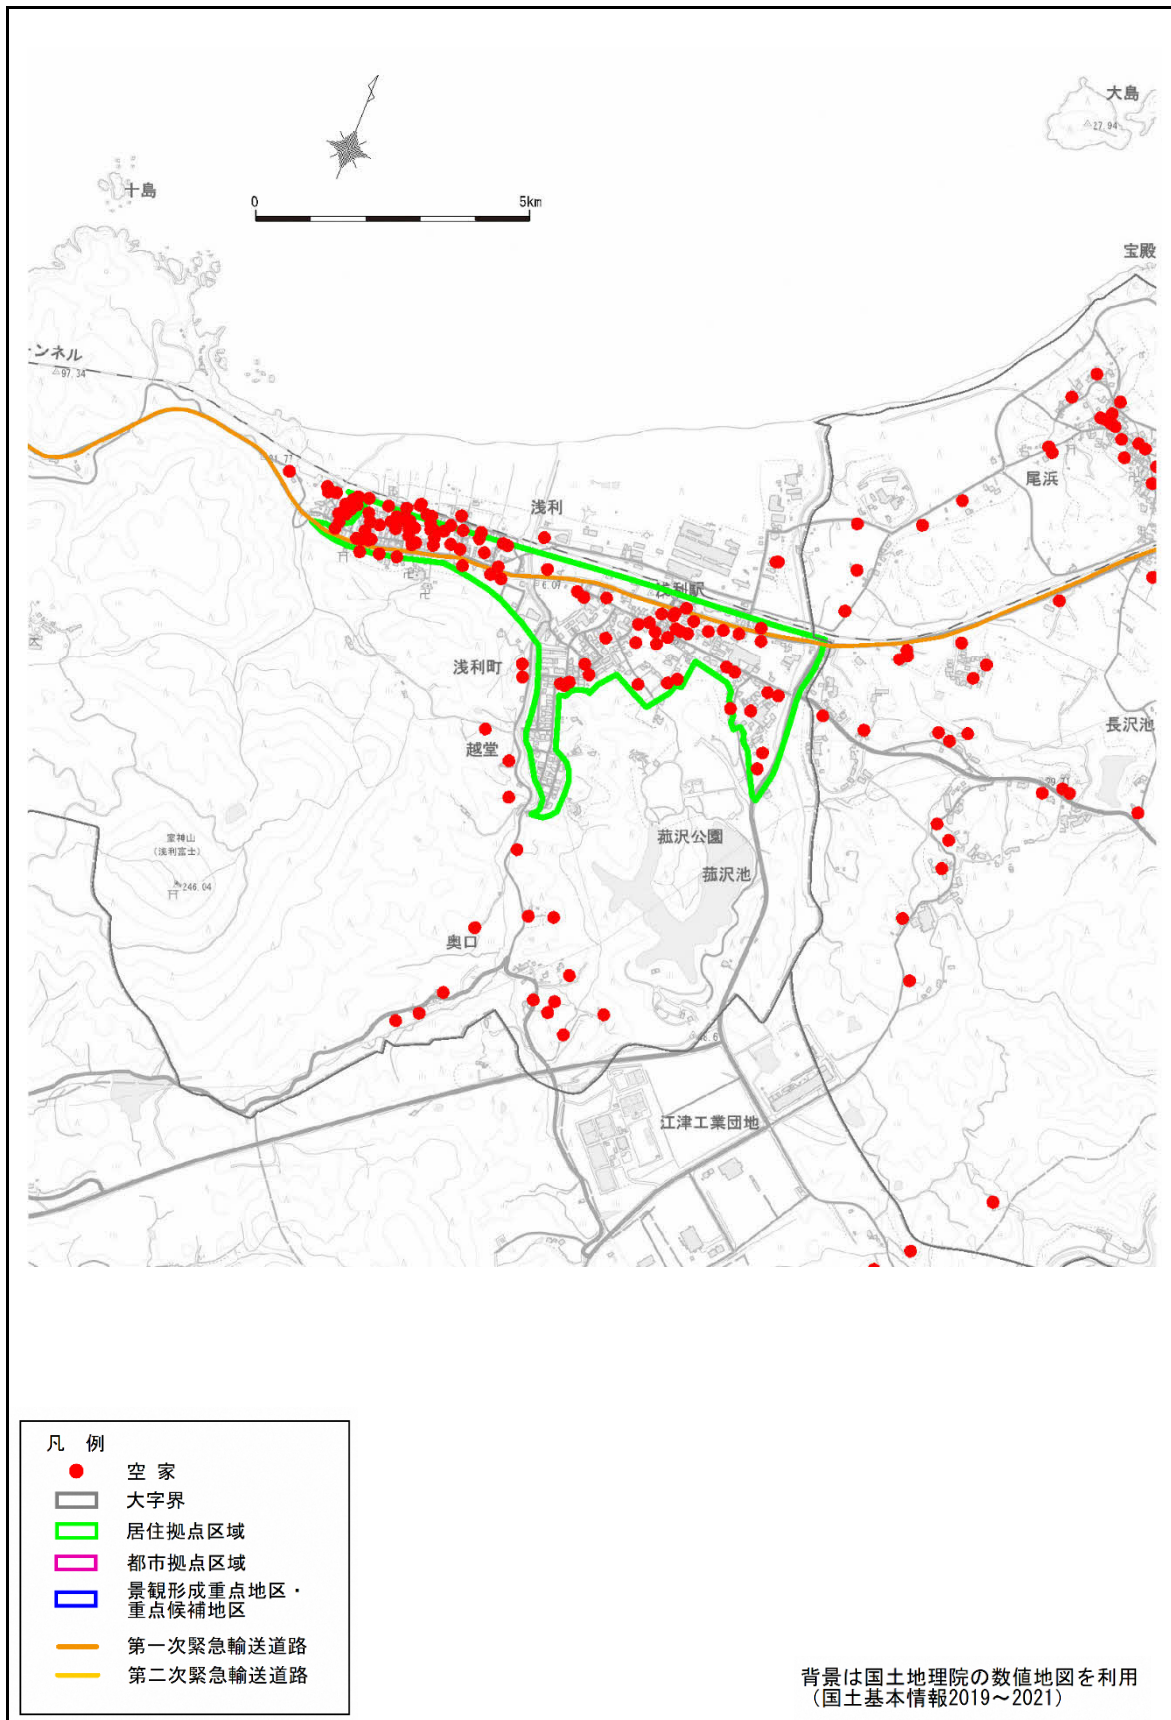 大島
27.94
十島
0
5km
宝殿
ンネル
97.34
尾浜
浅利
6.07
浅利駅
浅利町
長沢池
越堂
室神山
(浅利富士)
246.04
菰沢公園
菰沢池
奥口
江津工業団地
凡 例
空 家
大字界
居住拠点区域
都市拠点区域
景観形成重点地区・
重点候補地区
第一次緊急輸送道路
第二次緊急輸送道路
背景は国土地理院の数値地図を利用
（国土基本情報2019～2021）